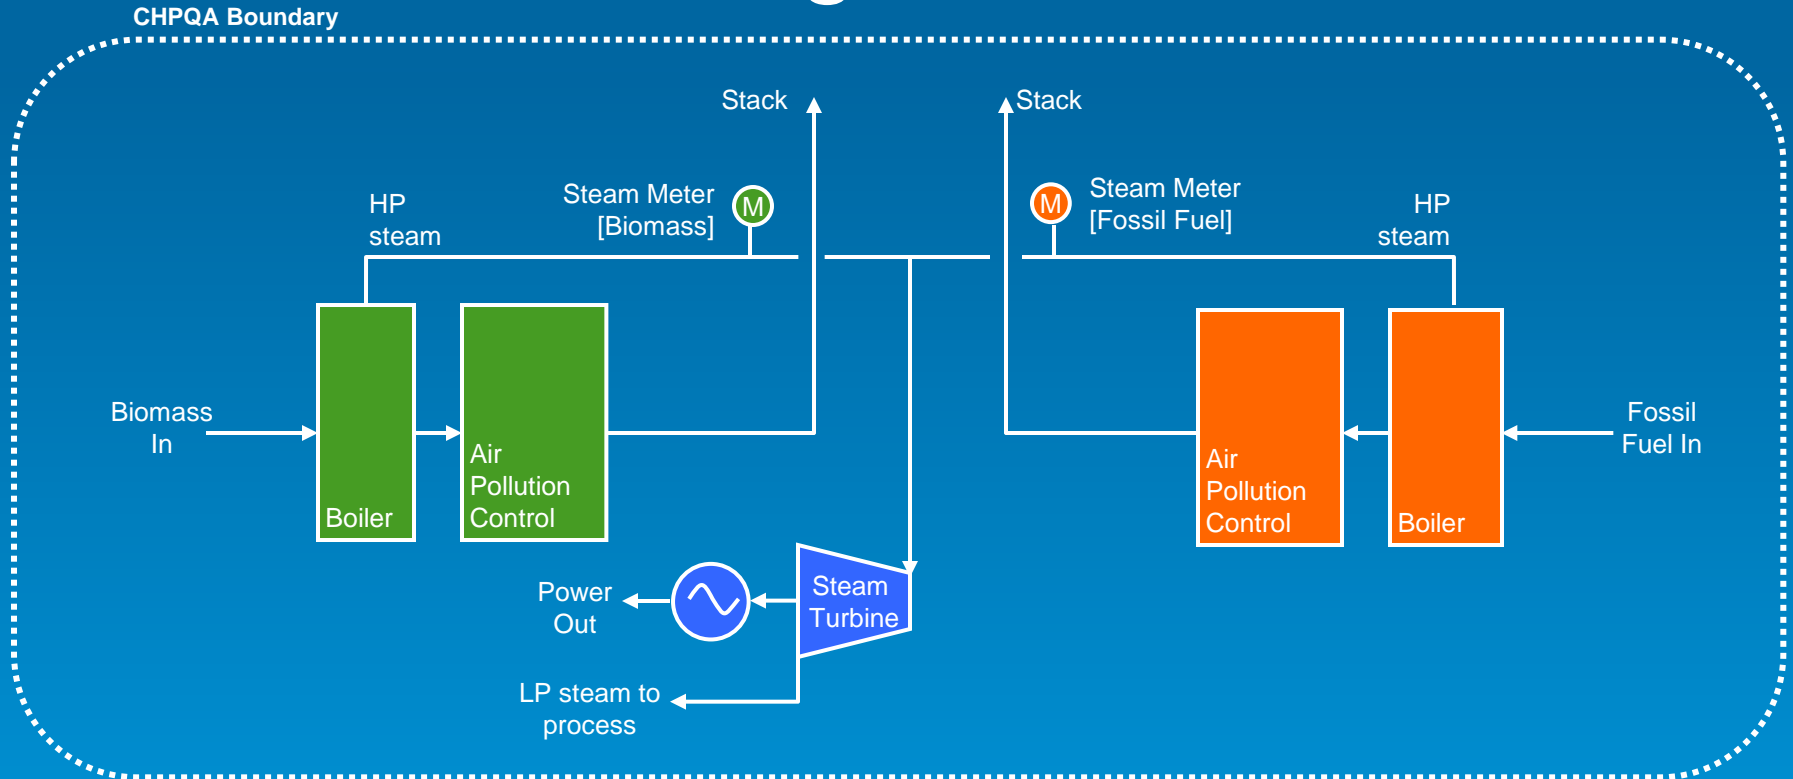 CHPQA Boundary
Stack
Stack
HP
steam
Steam Meter
[Biomass]
M
M
Steam Meter
[Fossil Fuel]
HP
steam
Biomass
In
Boiler
Air
Pollution
Control
Air
Pollution
Control
Boiler
Fossil
Fuel In
Power
Out
Steam
Turbine
LP steam to
process